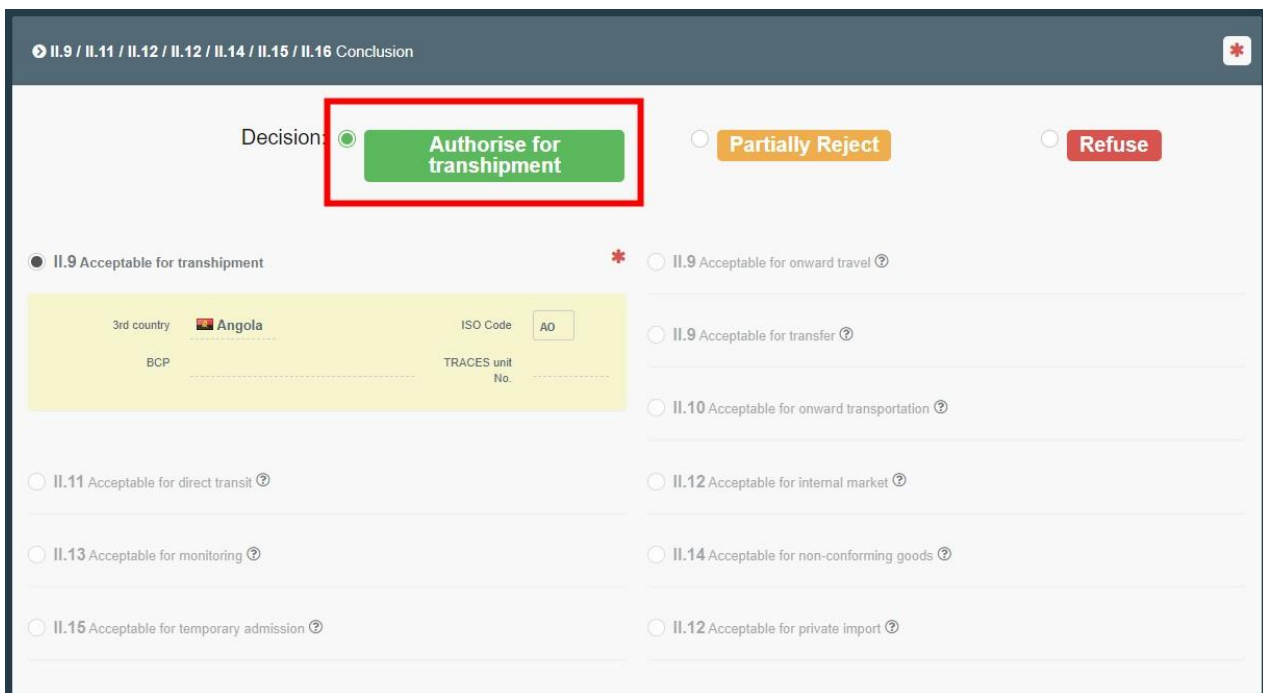 II.9 / II.11 / II.12 / II.12 / II.14 / II.15 / II.16 Conclusion
Decision:
Authorise for
transhipment
Partially Reject
Refuse
II.9 Acceptable for transhipment
3rd country
Angola
ISO Code
AO
BCP
TRACES unit
No.
II.9 Acceptable for onward travel
II.9 Acceptable for transfer
II.10 Acceptable for onward transportation
II.11 Acceptable for direct transit
II.12 Acceptable for internal market
II.13 Acceptable for monitoring
II.14 Acceptable for non-conforming goods
II.15 Acceptable for temporary admission
II.12 Acceptable for private import